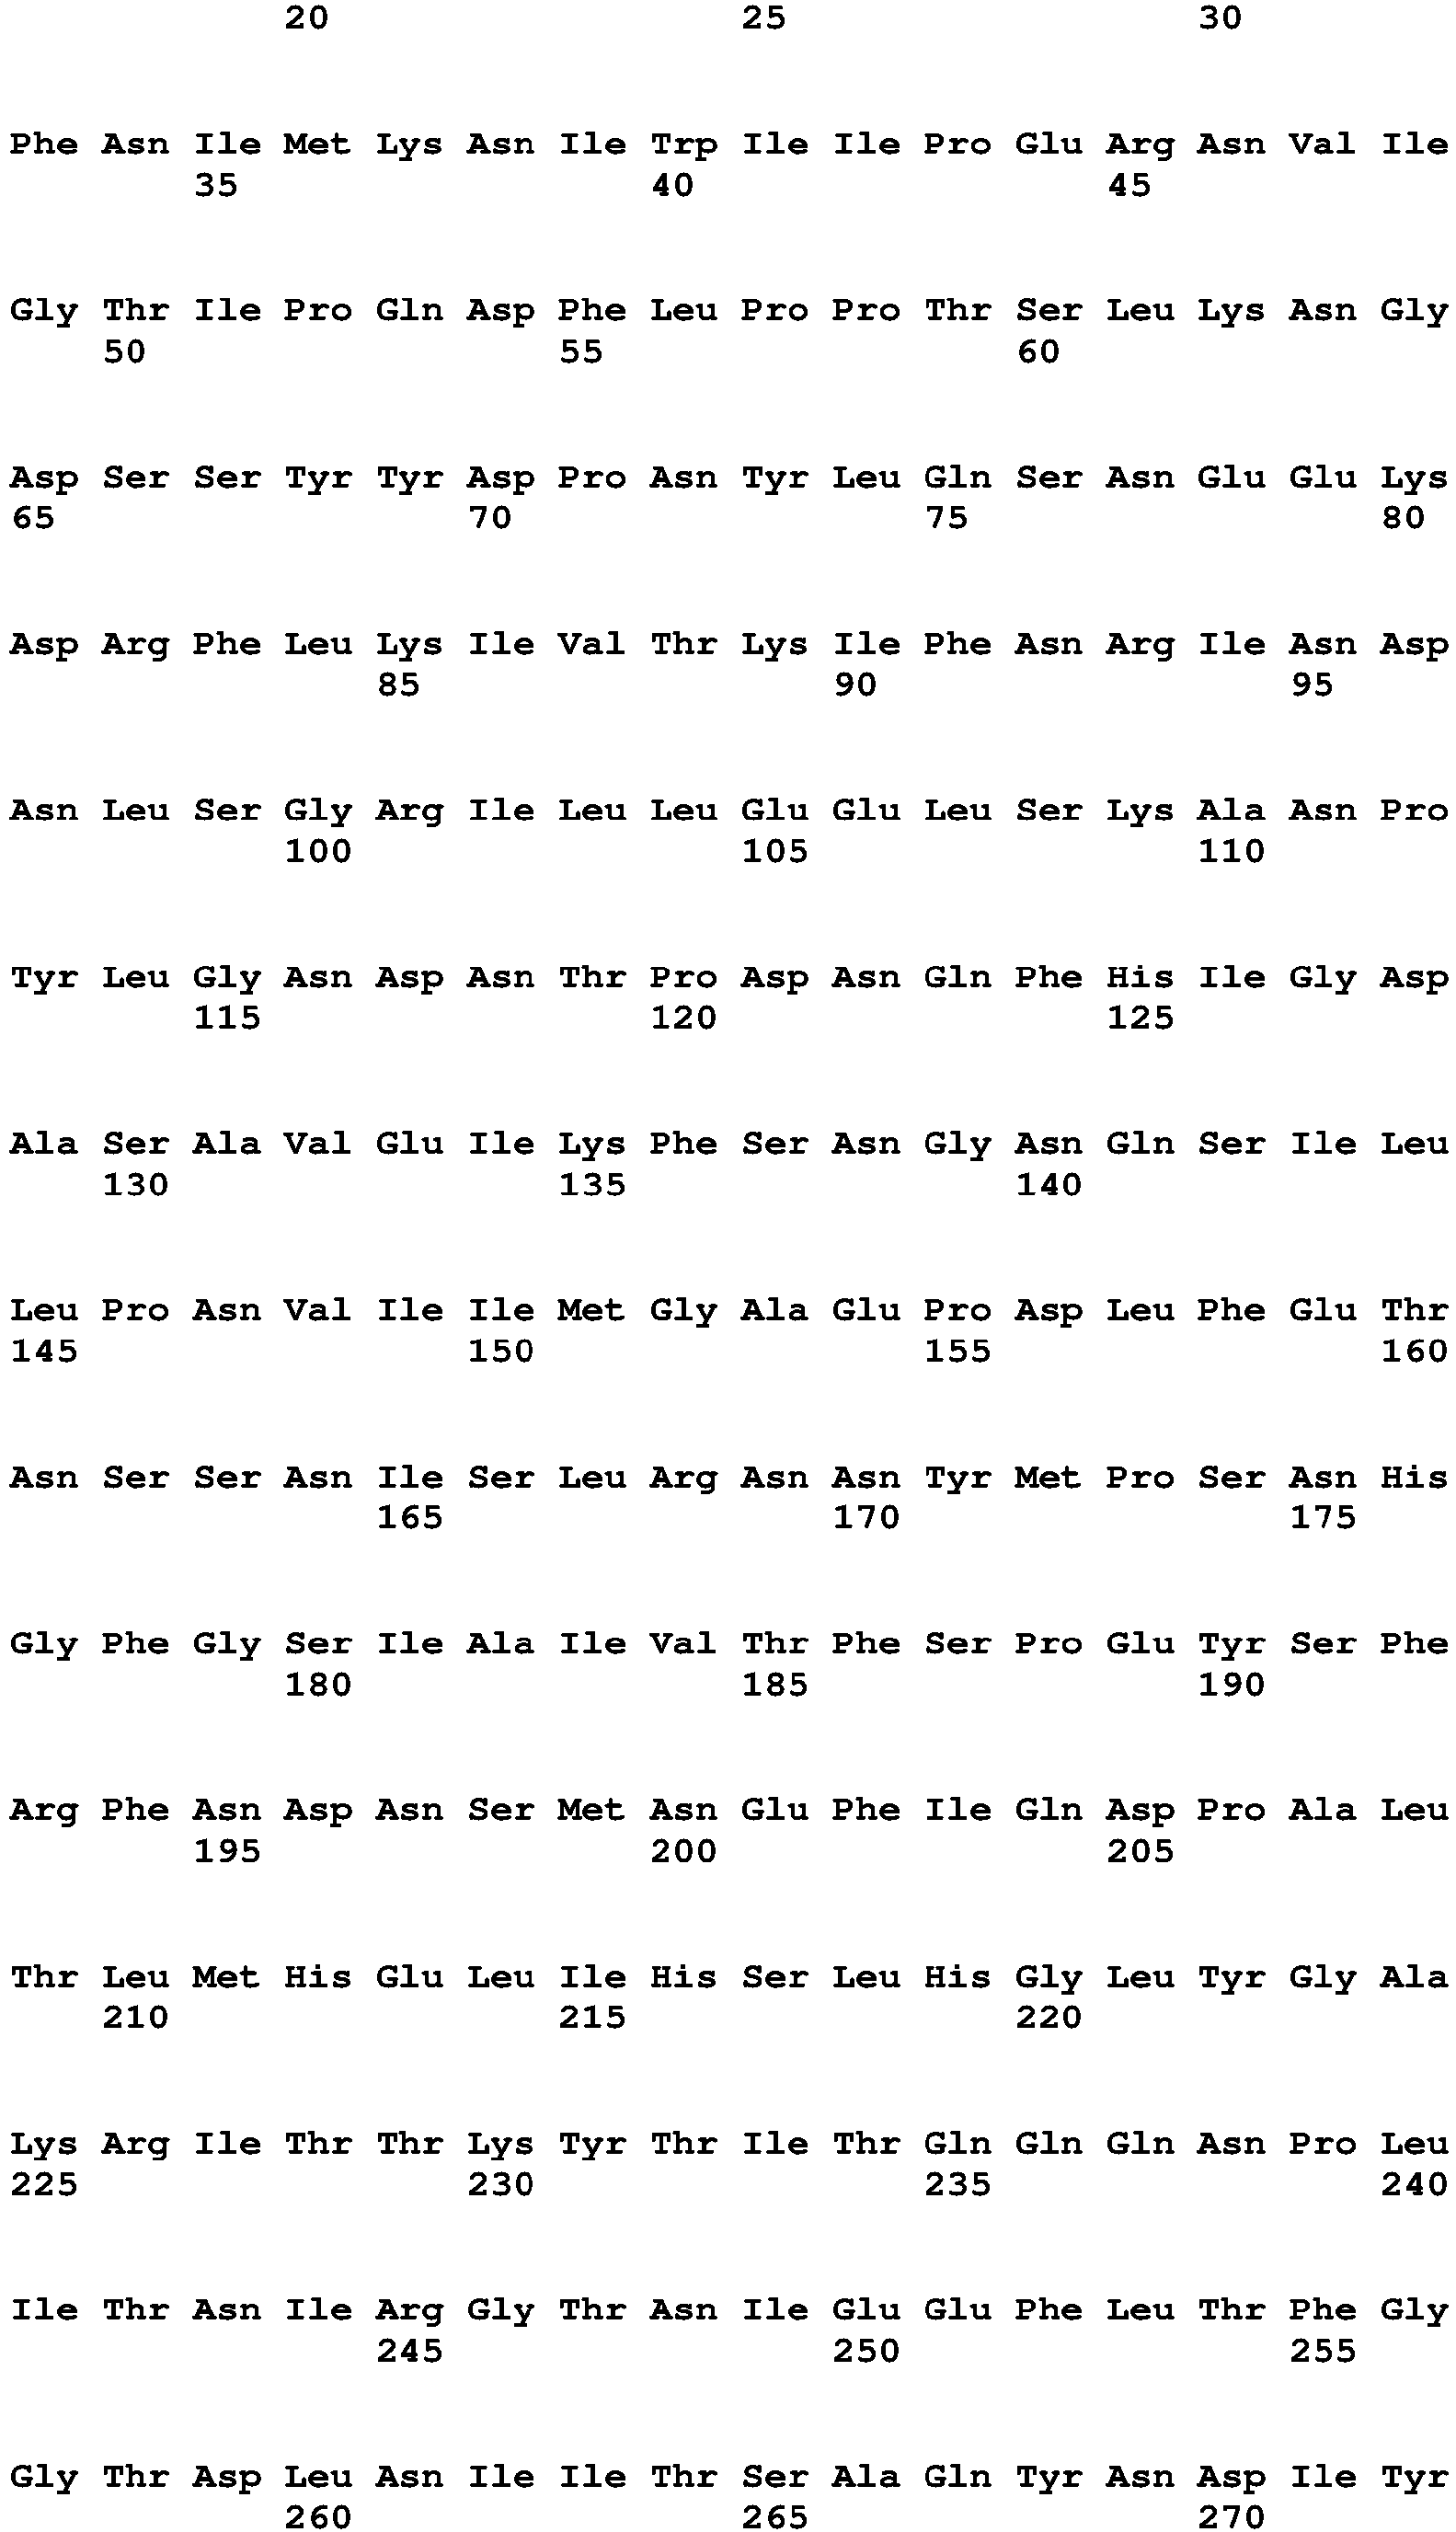 20 25 30
Phe Asn Ile Met Lys Asn Ile Trp Ile Ile Pro Glu Arg Asn Val Ile
35 40 45
Gly Thr Ile Pro Gln Asp Phe Leu Pro Pro Thr Ser Leu Lys Asn Gly
50 55 60
Asp Ser Ser Tyr Tyr Asp Pro Asn Tyr Leu Gln Ser Asn Glu Glu Lys
65 70 75 80
Asp Arg Phe Leu Lys Ile Val Thr Lys Ile Phe Asn Arg Ile Asn Asp
85 90 95
Asn Leu Ser Gly Arg Ile Leu Leu Glu Glu Leu Ser Lys Ala Asn Pro
100 105 110
Tyr Leu Gly Asn Asp Asn Thr Pro Asp Asn Gln Phe His Ile Gly Asp
115 120 125
Ala Ser Ala Val Glu Ile Lys Phe Ser Asn Gly Asn Gln Ser Ile Leu
130 135 140
Leu Pro Asn Val Ile Ile Met Gly Ala Glu Pro Asp Leu Phe Glu Thr
145 150 155 160
Asn Ser Ser Asn Ile Ser Leu Arg Asn Asn Tyr Met Pro Ser Asn His
165 170 175
Gly Phe Gly Ser Ile Ala Ile Val Thr Phe Ser Pro Glu Tyr Ser Phe
180 185 190
Arg Phe Asn Asp Asn Ser Met Asn Glu Phe Ile Gln Asp Pro Ala Leu
195 200 205
Thr Leu Met His Glu Leu Ile His Ser Leu His Gly Leu Tyr Gly Ala
210 215 220
Lys Arg Ile Thr Thr Lys Tyr Thr Ile Thr Gln Gln Gln Asn Pro Leu
225 230 235 240
Ile Thr Asn Ile Arg Gly Thr Asn Ile Glu Glu Phe Leu Thr Phe Gly
245 250 255
Gly Thr Asp Leu Asn Ile Ile Thr Ser Ala Gln Tyr Asn Asp Ile Tyr
260 265 270